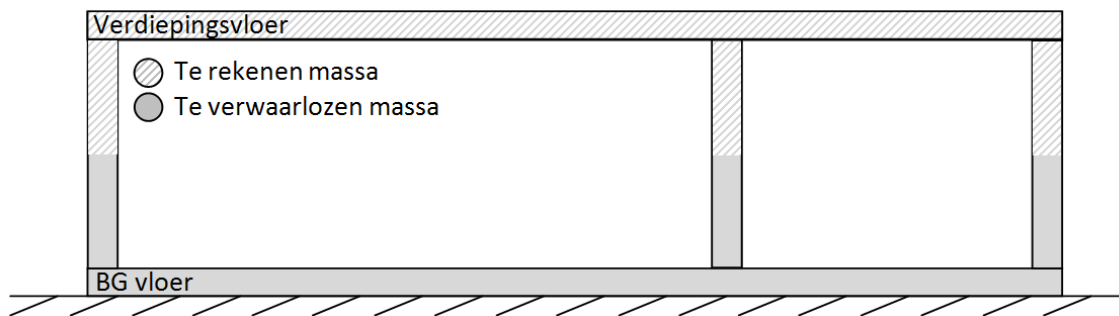 Verdiepingsvloer
Te rekenen massa
Te verwaarlozen massa
BG vloer